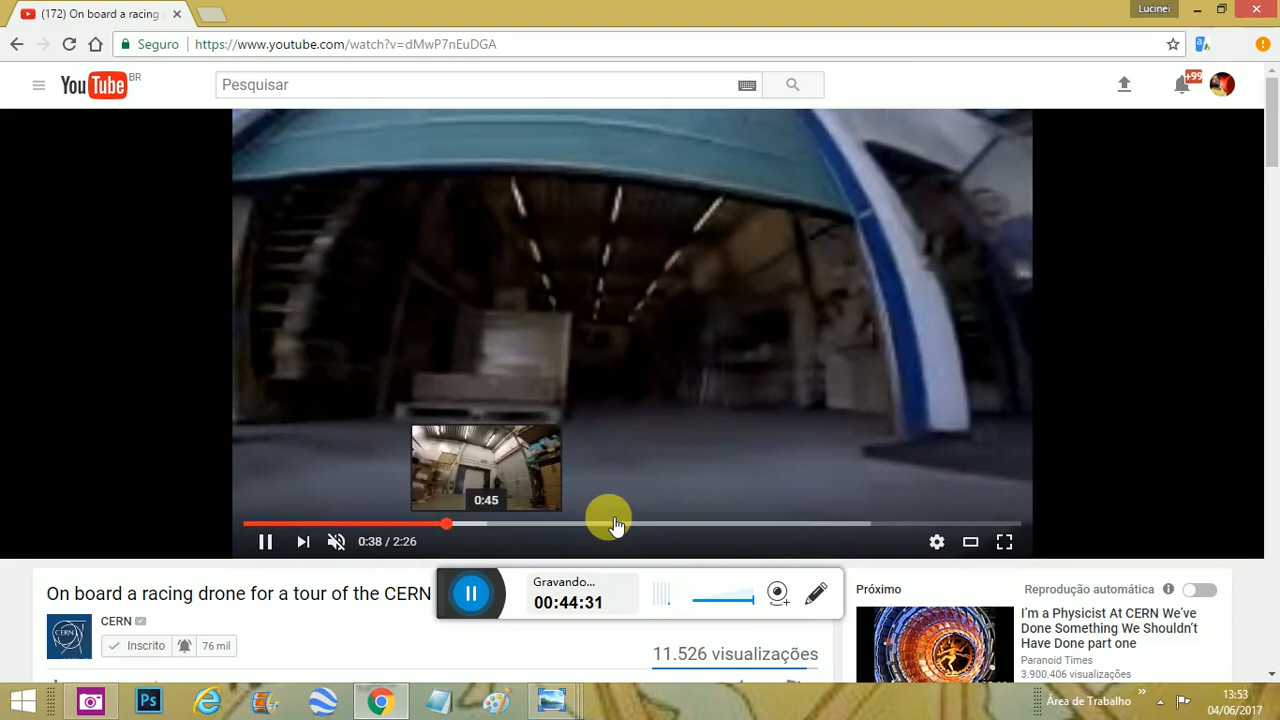 (172) On board a racing
Lucinei
Seguro
https://www.youtube.com/watch?v=dMwP7nEuDGA
YouTube BR
Pesquisar
+99
0:45
0:38 / 2:26
Gravando...
00:44:31
On board a racing drone for a tour of the CERN
CERN
CERN
Inscrito
76 mil
11.526 visualizações
Próximo
Reprodução automática
I'm a Physicist At CERN We've
Done Something We Shouldn't
Have Done part one
Paranoid Times
3.900.406 visualizações
Ps
Área de Trabalho
13:53
04/06/2017